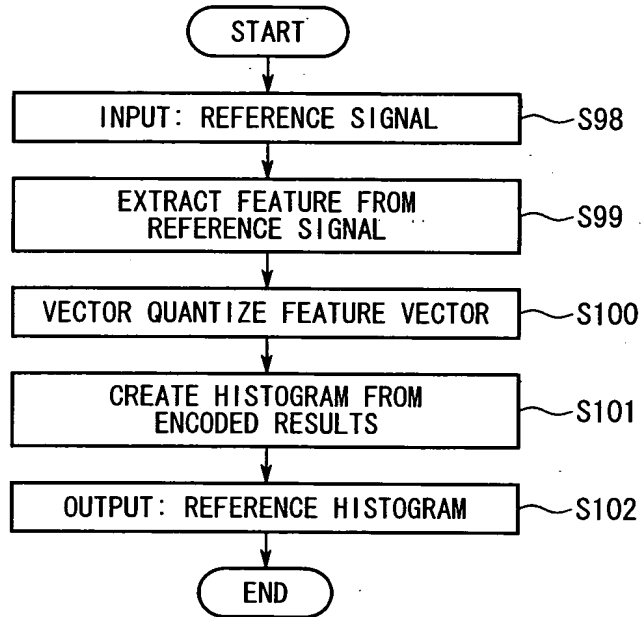 START
INPUT: REFERENCE SIGNAL
S98
EXTRACT FEATURE FROM
REFERENCE SIGNAL
S99
VECTOR QUANTIZE FEATURE VECTOR
S100
CREATE HISTOGRAM FROM
ENCODED RESULTS
S101
OUTPUT: REFERENCE HISTOGRAM
S102
END